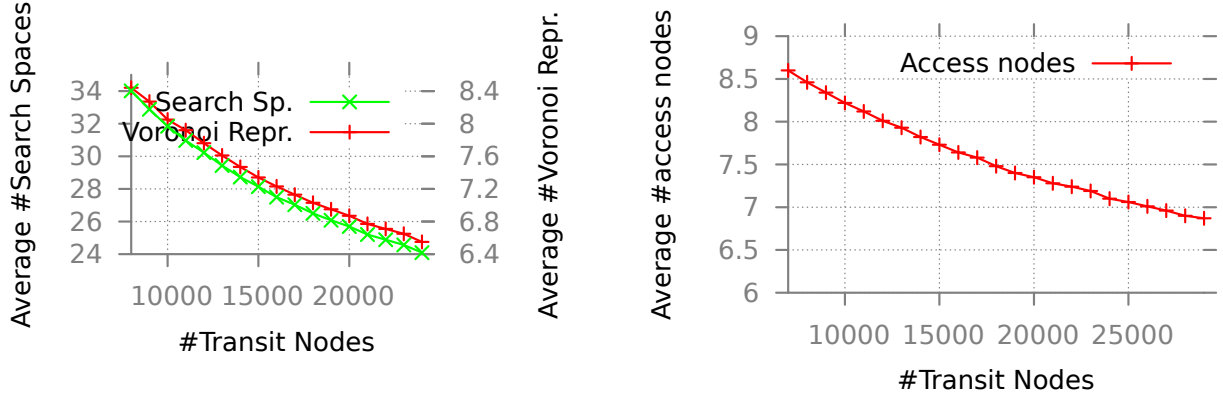 Average #Search Spaces
34
32
30
28
26
24
Search Sp.
Voronoi Repr.
8.4
8
7.6
7.2
6.8
6.4
Average #Voronoi Repr.
10000 15000 20000
#Transit Nodes
Average #access nodes
9
8.5
8
7.5
7
6.5
6
Access nodes
10000 15000 20000 25000
#Transit Nodes